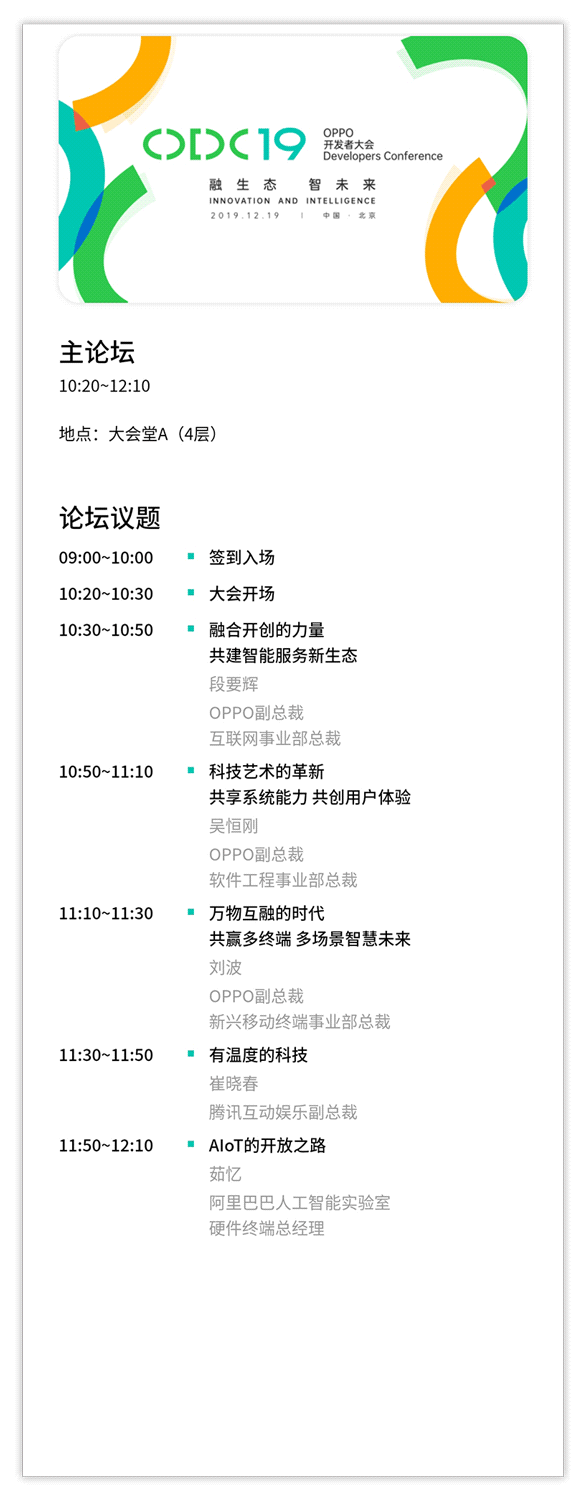 ODC19
OPPO
开发者大会
Developers Conference
融 生 态 智 未 来
INNOVATION AND INTELLIGENCE
2019.12.19 | 中国 · 北京
主论坛
10:20~12:10
地点：大会堂A（4层）
论坛议题
09:00~10:00 签到入场
10:20~10:30 大会开场
10:30~10:50 融合开创的力量
共建智能服务新生态
段要辉
OPPO副总裁
互联网事业部总裁
10:50~11:10 科技艺术的革新
共享系统能力 共创用户体验
吴恒刚
OPPO副总裁
软件工程事业部总裁
11:10~11:30 万物互融的时代
共赢多终端 多场景智慧未来
刘波
OPPO副总裁
新兴移动终端事业部总裁
11:30~11:50 有温度的科技
崔晓春
腾讯互动娱乐副总裁
11:50~12:10 AIoT的开放之路
茹忆
阿里巴巴人工智能实验室
硬件终端总经理